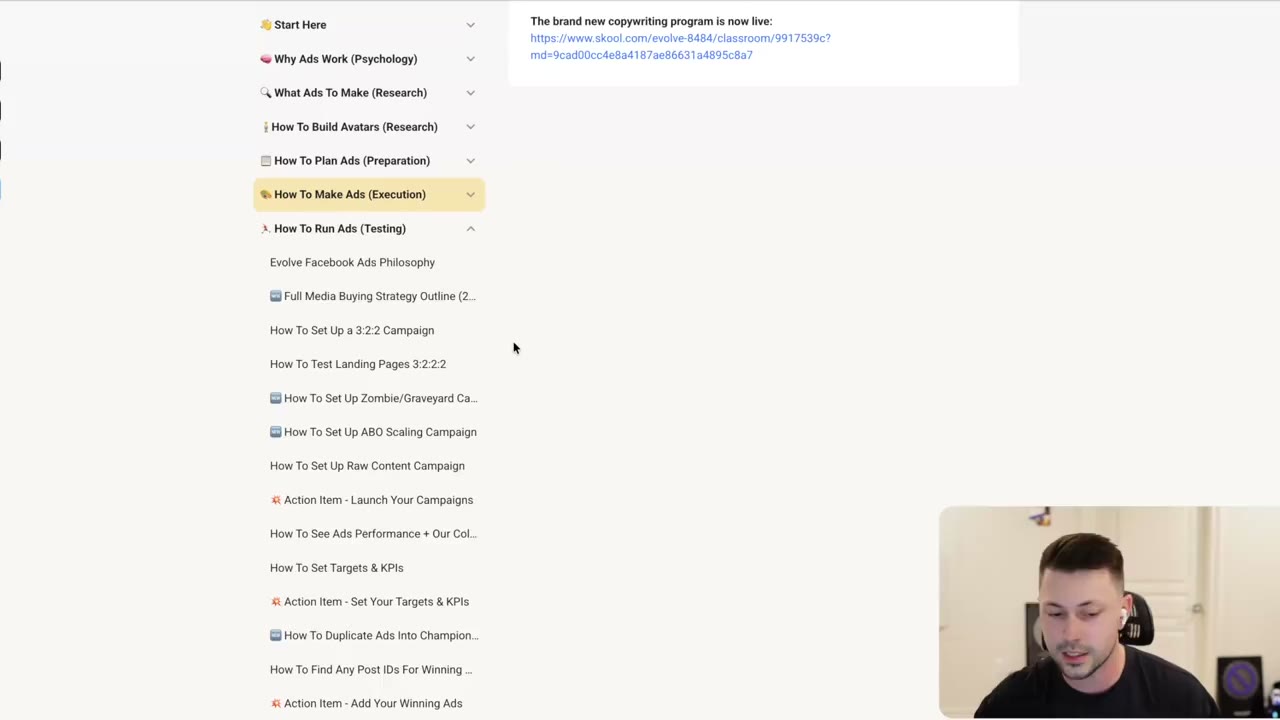 Start Here
Why Ads Work (Psychology)
What Ads To Make (Research)
How To Build Avatars (Research)
How To Plan Ads (Preparation)
How To Make Ads (Execution)
How To Run Ads (Testing)
Evolve Facebook Ads Philosophy
🆕 Full Media Buying Strategy Outline (2...
How To Set Up a 3:2:2 Campaign
How To Test Landing Pages 3:2:2:2
🆕 How To Set Up Zombie/Graveyard Ca...
🆕 How To Set Up ABO Scaling Campaign
How To Set Up Raw Content Campaign
Action Item - Launch Your Campaigns
How To See Ads Performance + Our Col...
How To Set Targets & KPIs
Action Item - Set Your Targets & KPIs
🆕 How To Duplicate Ads Into Champion...
How To Find Any Post IDs For Winning ...
Action Item - Add Your Winning Ads
The brand new copywriting program is now live:
https://www.skool.com/evolve-8484/classroom/9917539c?
md=9cad00cc4e8a4187ae86631a4895c8a7